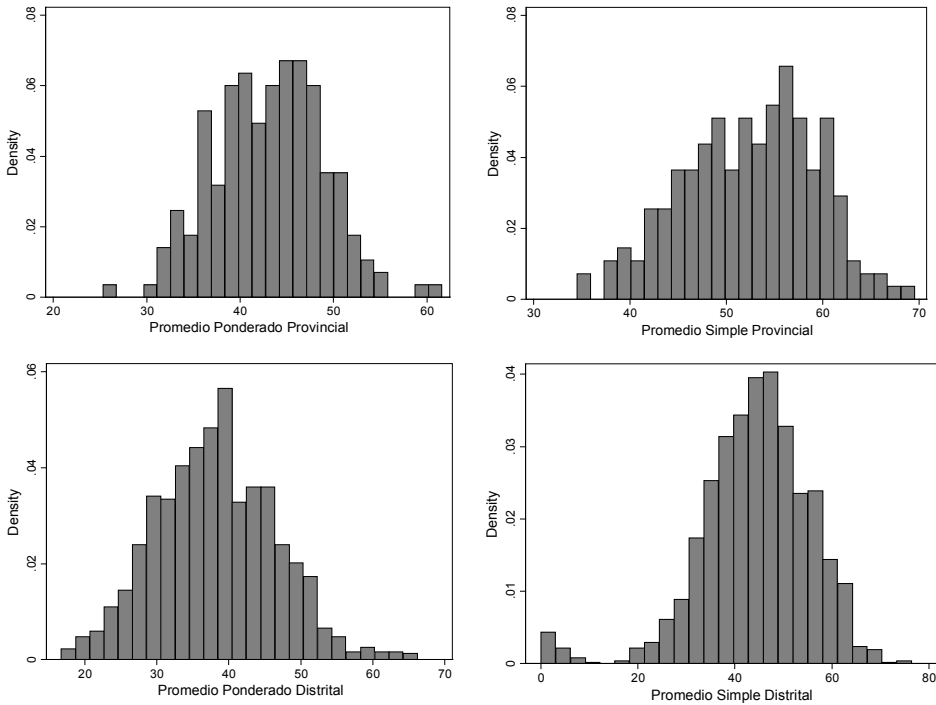 .08
.06
.04
.02
0
Density
20 30 40 50 60
Promedio Ponderado Provincial
.08
.06
.04
.02
0
Density
30 40 50 60 70
Promedio Simple Provincial
.06
.04
.02
0
Density
20 30 40 50 60 70
Promedio Ponderado Distrital
.04
.03
.02
.01
0
Density
0 20 40 60 80
Promedio Simple Distrital